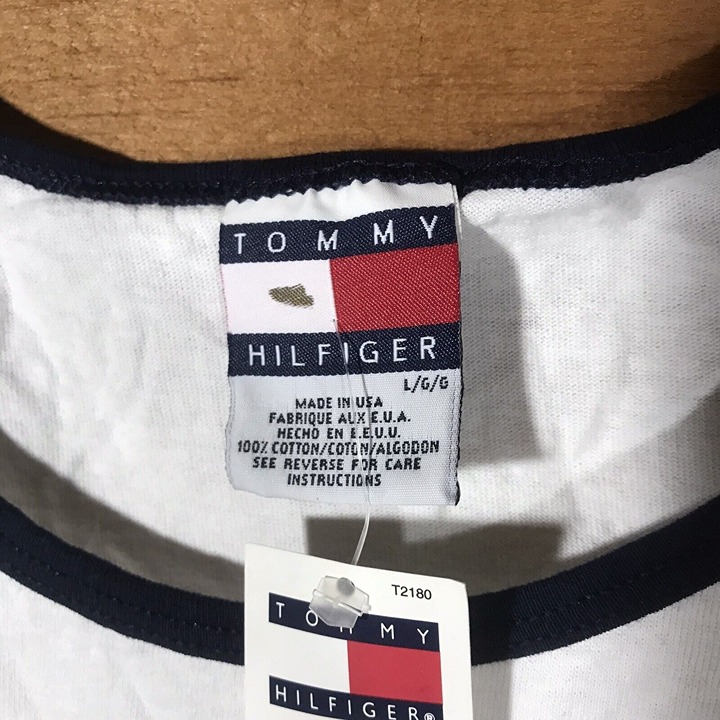 TOMMY
HILFIGER
L/G/G
MADE IN USA
FABRIQUE AUX E.U.A.
HECHO EN E.E.U.U.
100% COTTON/COTON/ALGODON
SEE REVERSE FOR CARE
INSTRUCTIONS
T2180
TOMMY
HILFIGER®